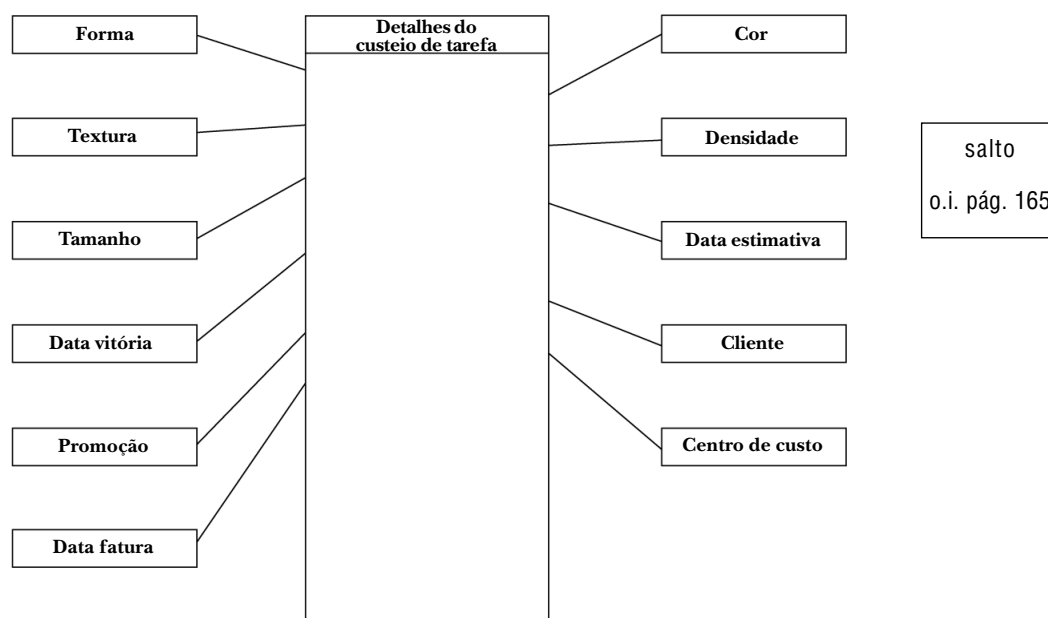 Forma
Detalhes do
custeio de tarefa
Cor
Textura
Densidade
salto
o.i. pág. 165
Tamanho
Data estimativa
Data vitória
Cliente
Promoção
Centro de custo
Data fatura